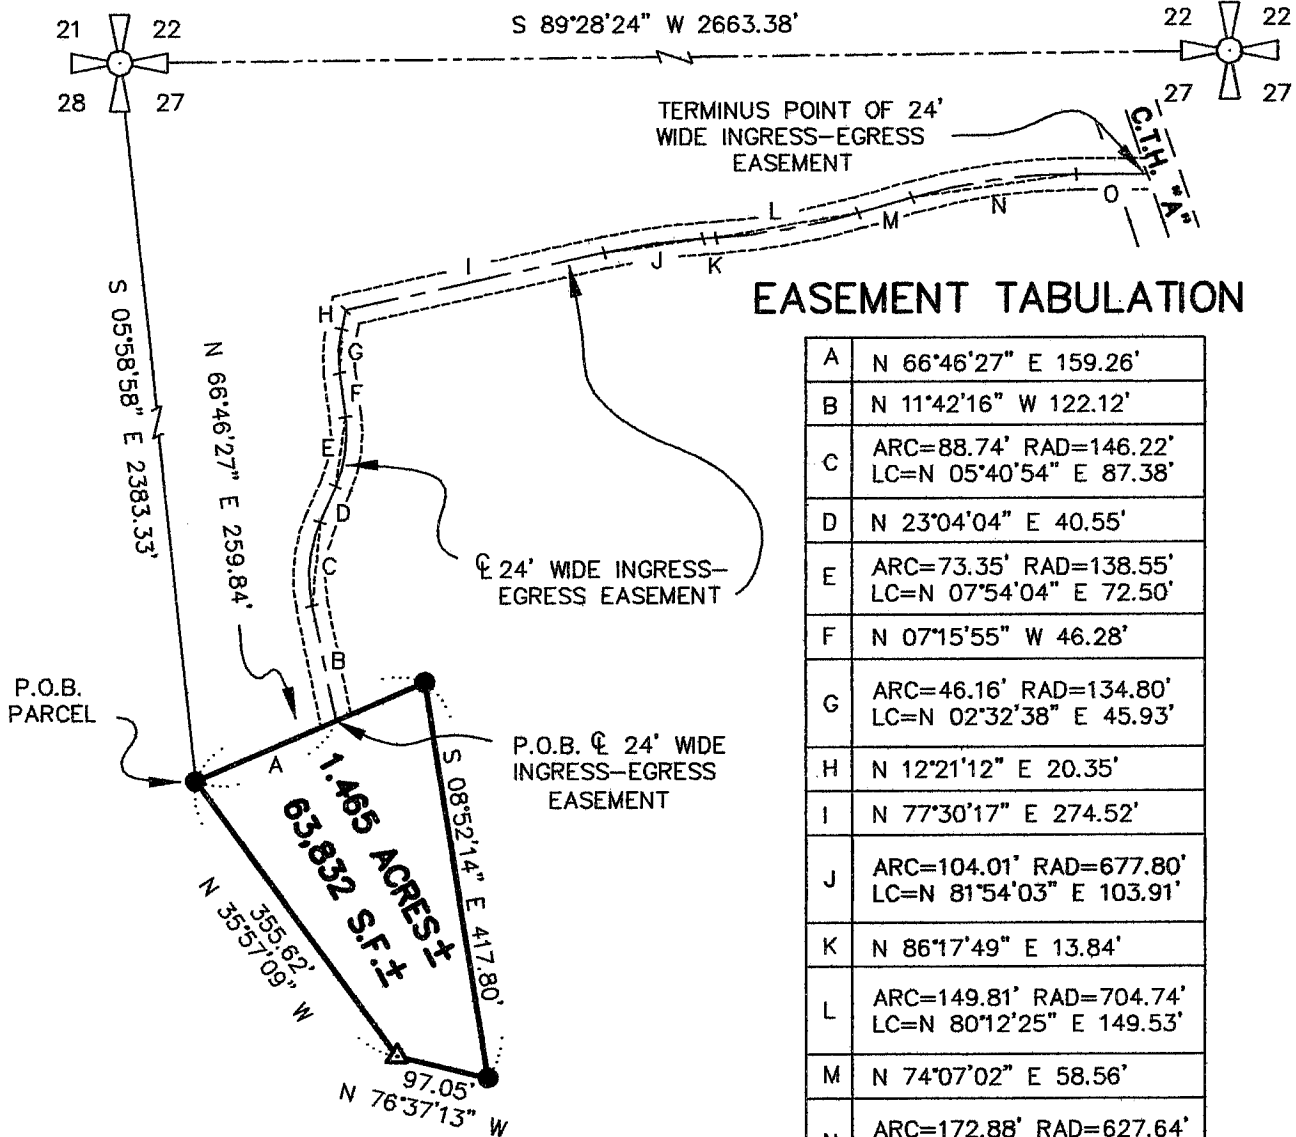 21 22
28 27
S 89°28'24" W 2663.38'
22 22
27 27
TERMINUS POINT OF 24'
WIDE INGRESS-EGRESS
EASEMENT
C.T.H. "A"
L
M
N
O
I
J
K
H
G
F
E
D
C
B
A
S 05°58'58" E 2383.33'
N 66°46'27" E 259.84'
℄ 24' WIDE INGRESS-
EGRESS EASEMENT
P.O.B.
PARCEL
P.O.B. ℄ 24' WIDE
INGRESS-EGRESS
EASEMENT
1.465 ACRES±
63,832 S.F.±
S 08°52'14" E 417.80'
355.62'
N 35°57'09" W
97.05'
N 76°37'13" W
EASEMENT TABULATION
A N 66°46'27" E 159.26'
B N 11°42'16" W 122.12'
C ARC=88.74' RAD=146.22'
LC=N 05°40'54" E 87.38'
D N 23°04'04" E 40.55'
E ARC=73.35' RAD=138.55'
LC=N 07°54'04" E 72.50'
F N 07°15'55" W 46.28'
G ARC=46.16' RAD=134.80'
LC=N 02°32'38" E 45.93'
H N 12°21'12" E 20.35'
I N 77°30'17" E 274.52'
J ARC=104.01' RAD=677.80'
LC=N 81°54'03" E 103.91'
K N 86°17'49" E 13.84'
L ARC=149.81' RAD=704.74'
LC=N 80°12'25" E 149.53'
M N 74°07'02" E 58.56'
N ARC=172.88' RAD=627.64'